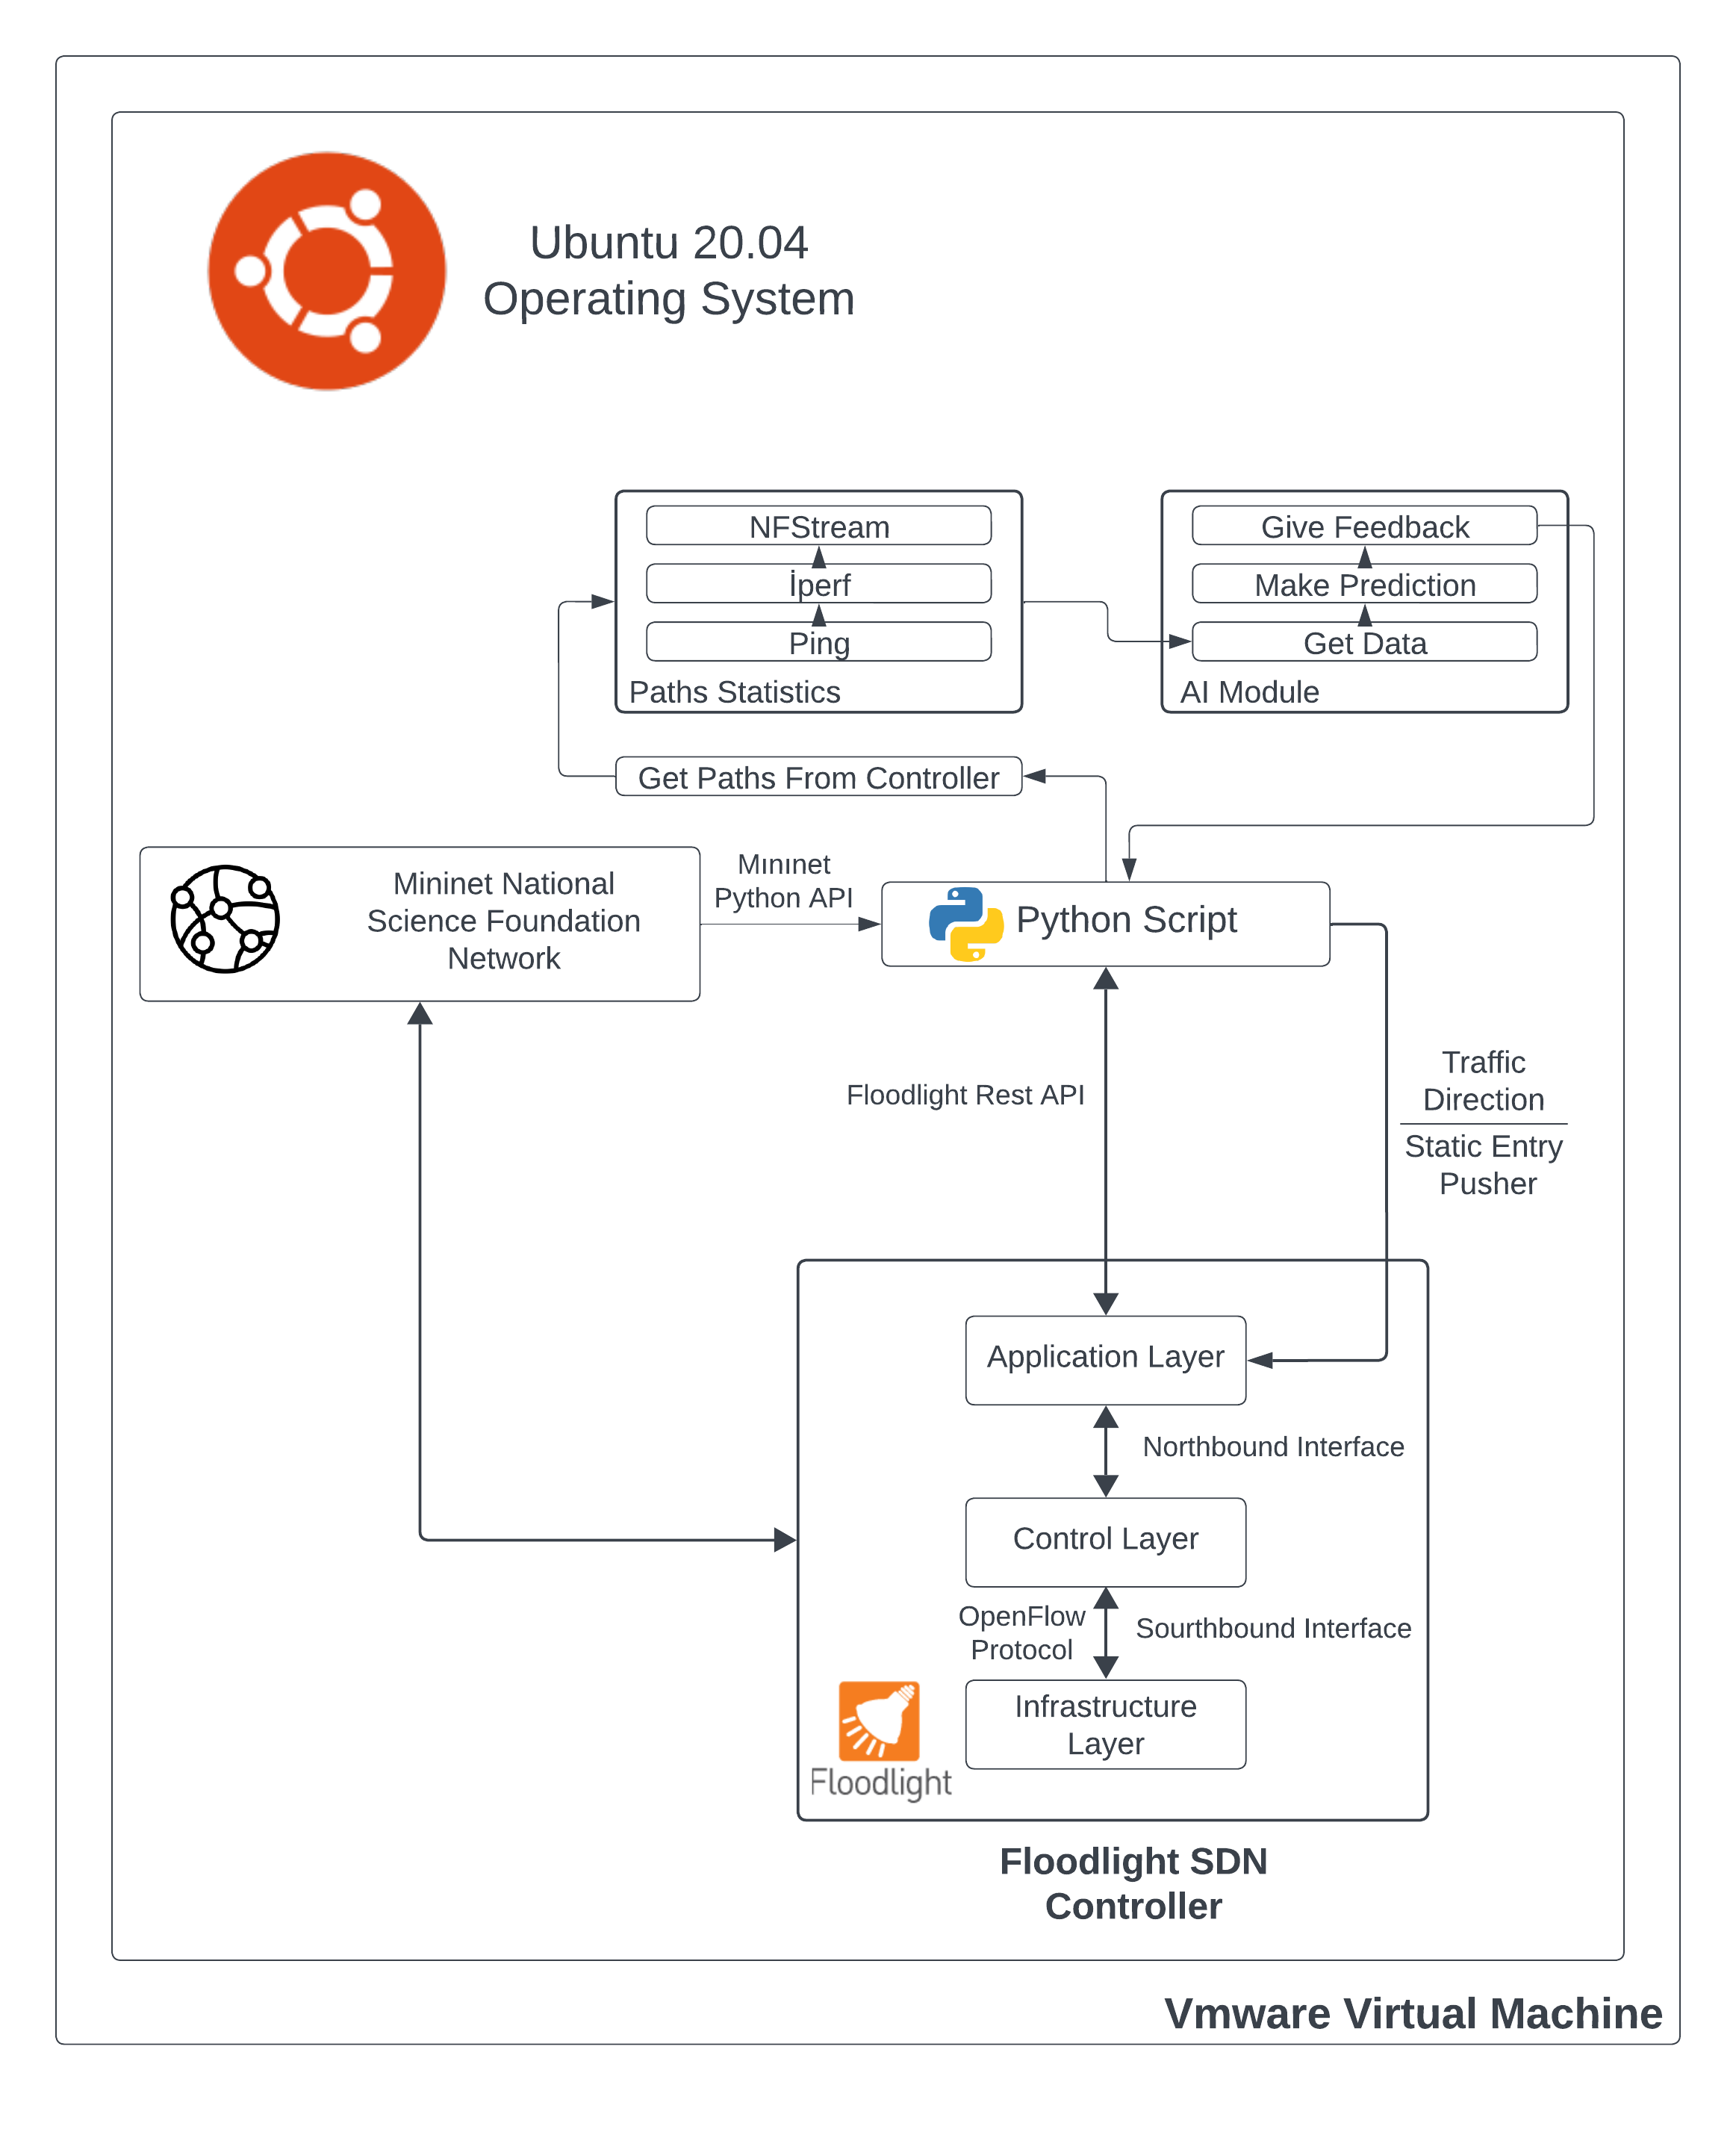 Ubuntu 20.04
Operating System
NFStream
İperf
Ping
Paths Statistics
Give Feedback
Make Prediction
Get Data
AI Module
Get Paths From Controller
Mininet National
Science Foundation
Network
Mınınet
Python API
Python Script
Floodlight Rest API
Traffic
Direction
Static Entry
Pusher
Application Layer
Northbound Interface
Control Layer
OpenFlow
Protocol
Sourthbound Interface
Infrastructure
Layer
Floodlight
Floodlight SDN
Controller
Vmware Virtual Machine